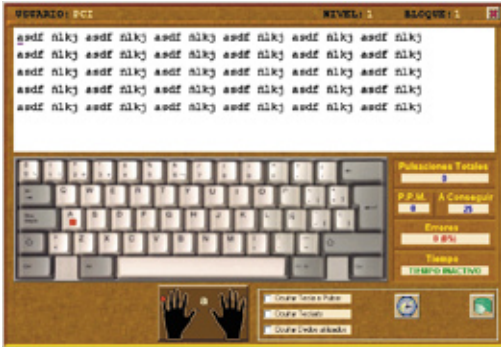 USUARIO: PCI NIVEL: 1 BLOQUE: 1
asdf ñlkj asdf ñlkj asdf ñlkj asdf ñlkj asdf ñlkj asdf ñlkj
asdf ñlkj asdf ñlkj asdf ñlkj asdf ñlkj asdf ñlkj asdf ñlkj
asdf ñlkj asdf ñlkj asdf ñlkj asdf ñlkj asdf ñlkj asdf ñlkj
asdf ñlkj asdf ñlkj asdf ñlkj asdf ñlkj asdf ñlkj asdf ñlkj
asdf ñlkj asdf ñlkj asdf ñlkj asdf ñlkj asdf ñlkj asdf ñlkj
Pulsaciones Totales
0
P.P.M. A Conseguir
0 25
Errores
0 (0%)
Tiempo
TIEMPO INACTIVO
Q W E R T Y U I O P
A S D F G H J K L
Z X C V B N M
Ocultar Tecla a Pulsar
Ocultar Teclado
Ocultar Dedos utilizados